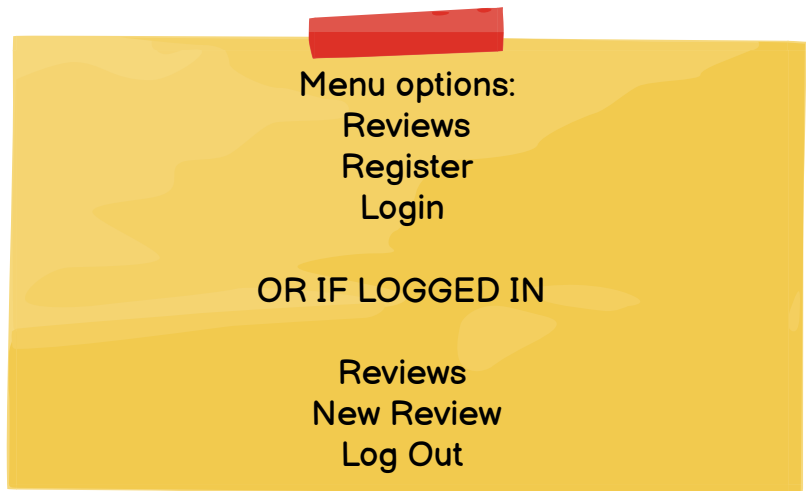 Menu options:
Reviews
Register
Login
OR IF LOGGED IN
Reviews
New Review
Log Out